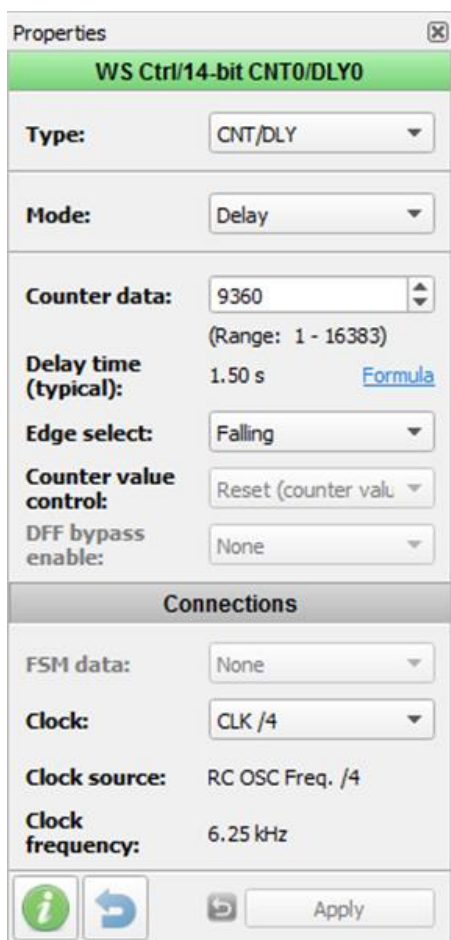 Properties
WS Ctrl/14-bit CNT0/DLY0
Type: CNT/DLY
Mode: Delay
Counter data: 9360
(Range: 1 - 16383)
Delay time
(typical): 1.50 s Formula
Edge select: Falling
Counter value
control: Reset (counter valu
DFF bypass
enable: None
Connections
FSM data: None
Clock: CLK /4
Clock source: RC OSC Freq. /4
Clock
frequency: 6.25 kHz
Apply